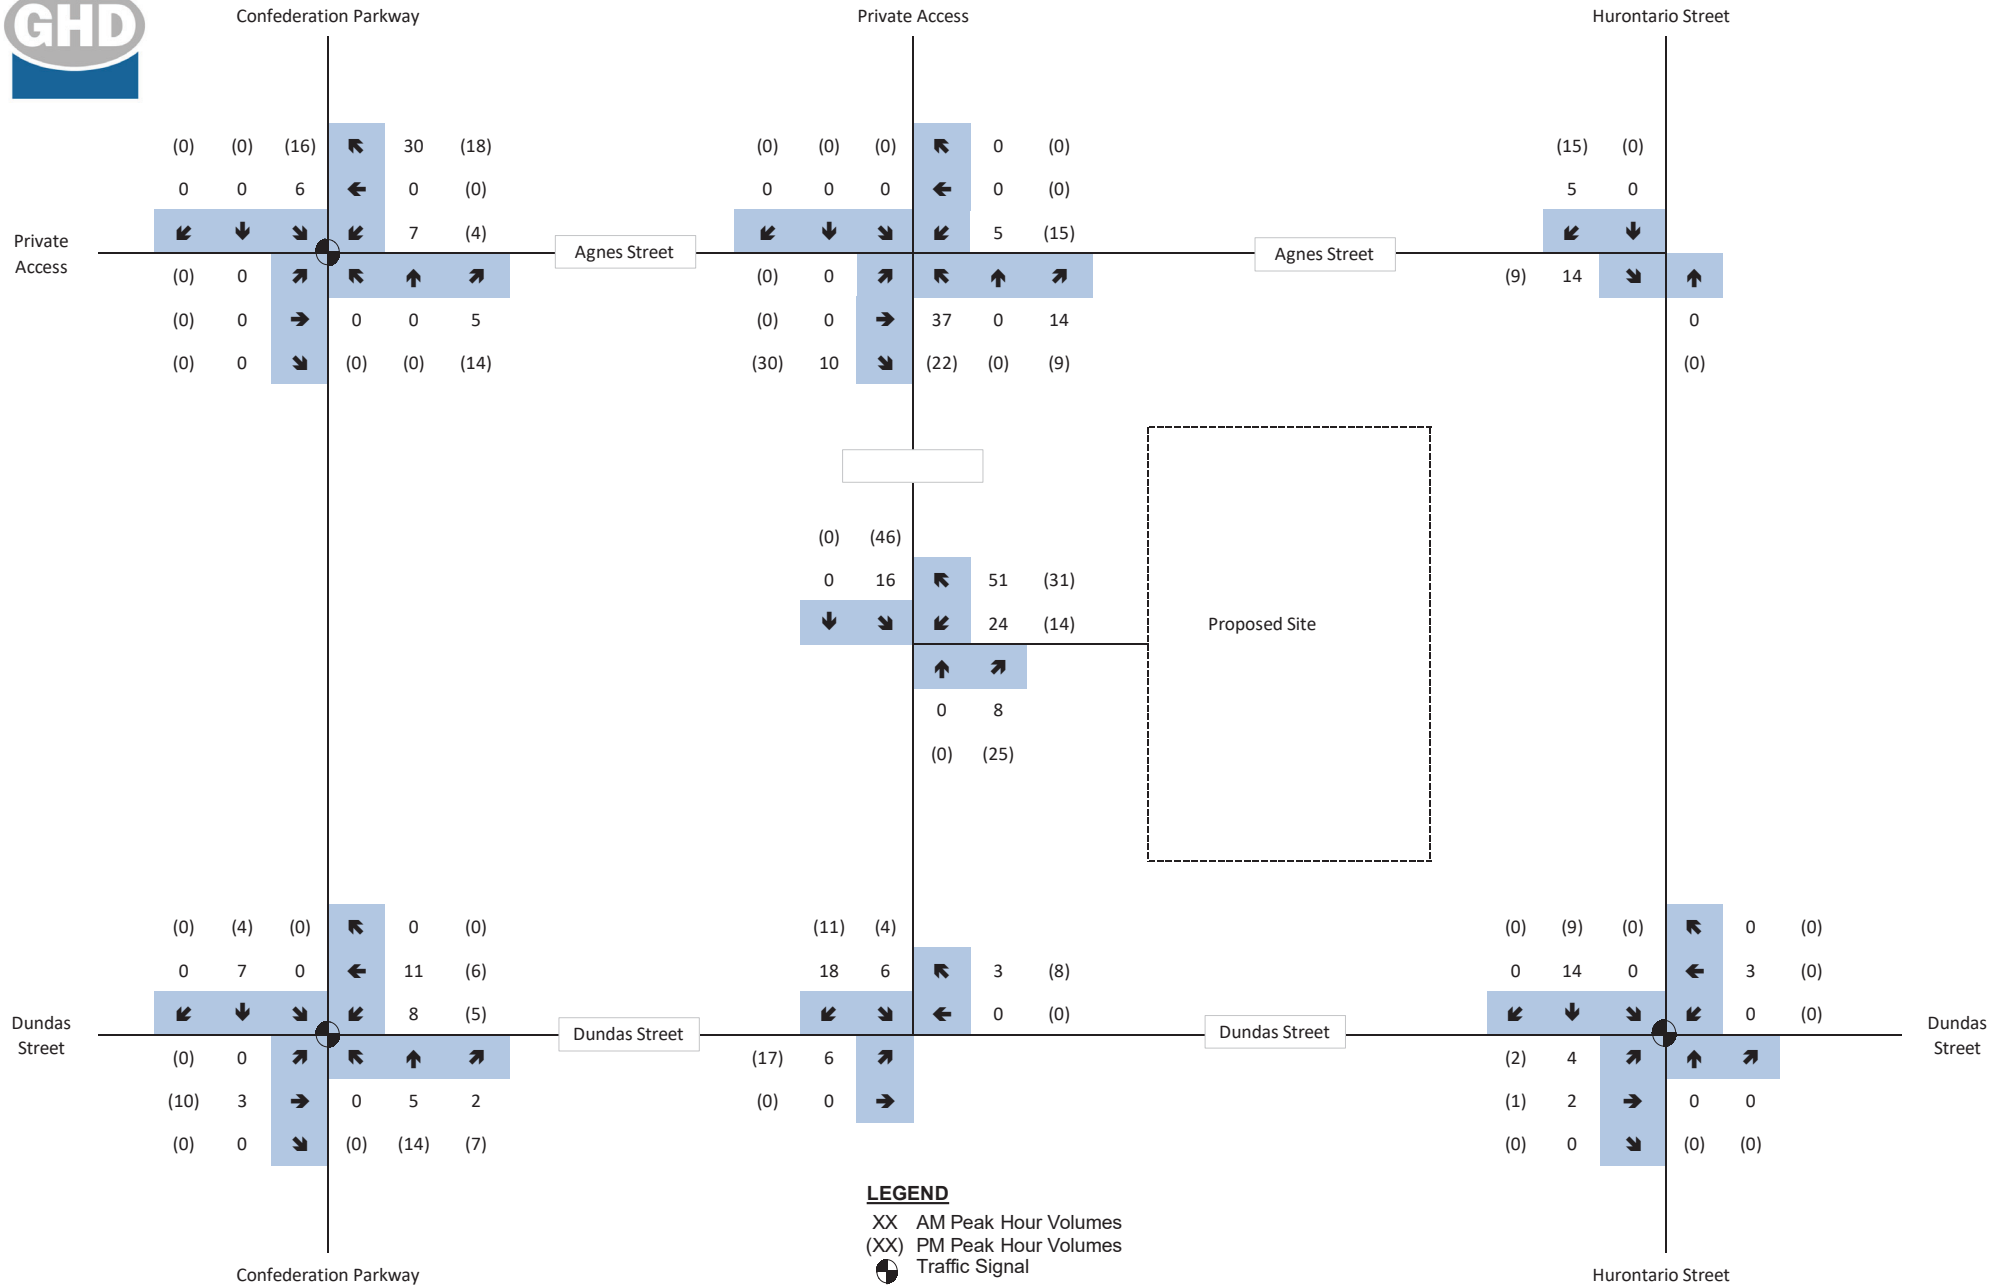 GHD
Confederation Parkway Private Access Hurontario Street
(0) (0) (16) 30 (18) (0) (0) (0) 0 (0) (15) (0)
0 0 6 0 (0) 0 0 0 0 (0) 5 0
7 (4) 5 (15)
Private
Access
Agnes Street Agnes Street
(0) 0 (0) 0 (9) 14
(0) 0 0 0 5 (0) 0 37 0 14 0
(0) 0 (0) (0) (14) (30) 10 (22) (0) (9) (0)
(0) (46)
0 16 51 (31)
24 (14) Proposed Site
0 8
(0) (25)
(0) (4) (0) 0 (0) (11) (4) (0) (9) (0) 0 (0)
0 7 0 11 (6) 18 6 3 (8) 0 14 0 3 (0)
8 (5) 0 (0) 0 (0)
Dundas
Street
Dundas Street Dundas Street
Dundas
Street
(0) 0 (17) 6 (2) 4
(10) 3 0 5 2 (0) 0 (1) 2 0 0
(0) 0 (0) (14) (7) (0) 0 (0) (0)
LEGEND
XX AM Peak Hour Volumes
(XX) PM Peak Hour Volumes
Traffic Signal
Confederation Parkway Hurontario Street